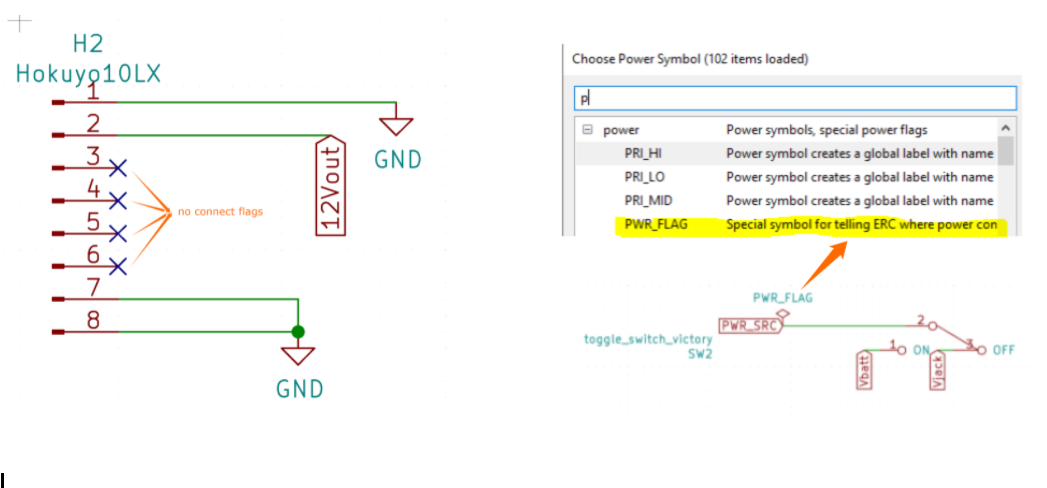 H2
Hokuyo10LX
1
2
3
4
5
6
7
8
GND
12Vout
no connect flags
GND
Choose Power Symbol (102 items loaded)
p
power Power symbols, special power flags
PRI_HI Power symbol creates a global label with name
PRI_LO Power symbol creates a global label with name
PRI_MID Power symbol creates a global label with name
PWR_FLAG Special symbol for telling ERC where power con
PWR_FLAG
PWR_SRC
toggle_switch_victory
SW2
2
1
ON
3
OFF
Vbatt
Vjack